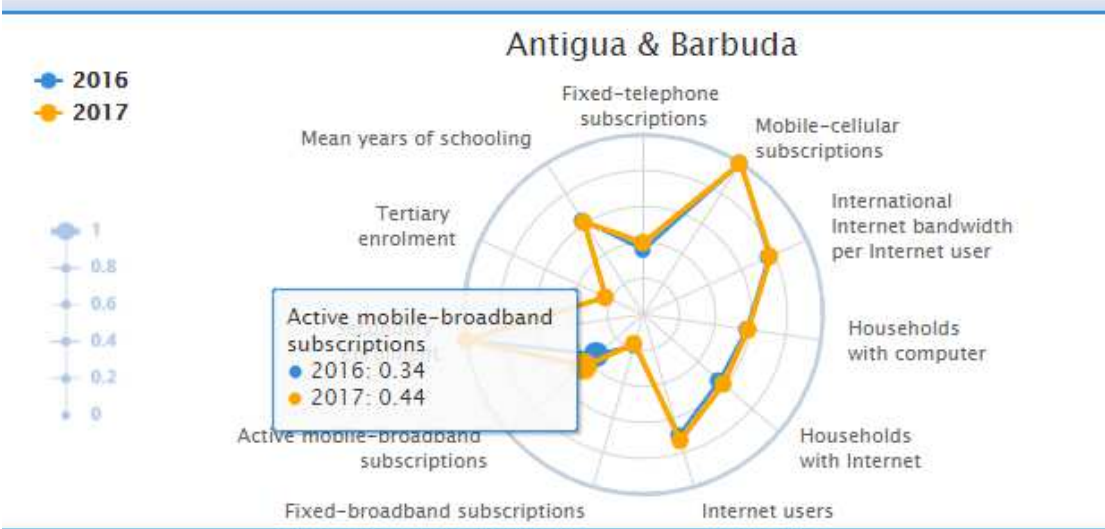 Antigua & Barbuda
2016
2017
Fixed-telephone
subscriptions
Mobile-cellular
subscriptions
International
Internet bandwidth
per Internet user
Households
with computer
Households
with Internet
Internet users
Fixed-broadband subscriptions
Active mobile-broadband
subscriptions
Tertiary
enrolment
Mean years of schooling
1
0.8
0.6
0.4
0.2
0
Active mobile-broadband
subscriptions
2016: 0.34
2017: 0.44